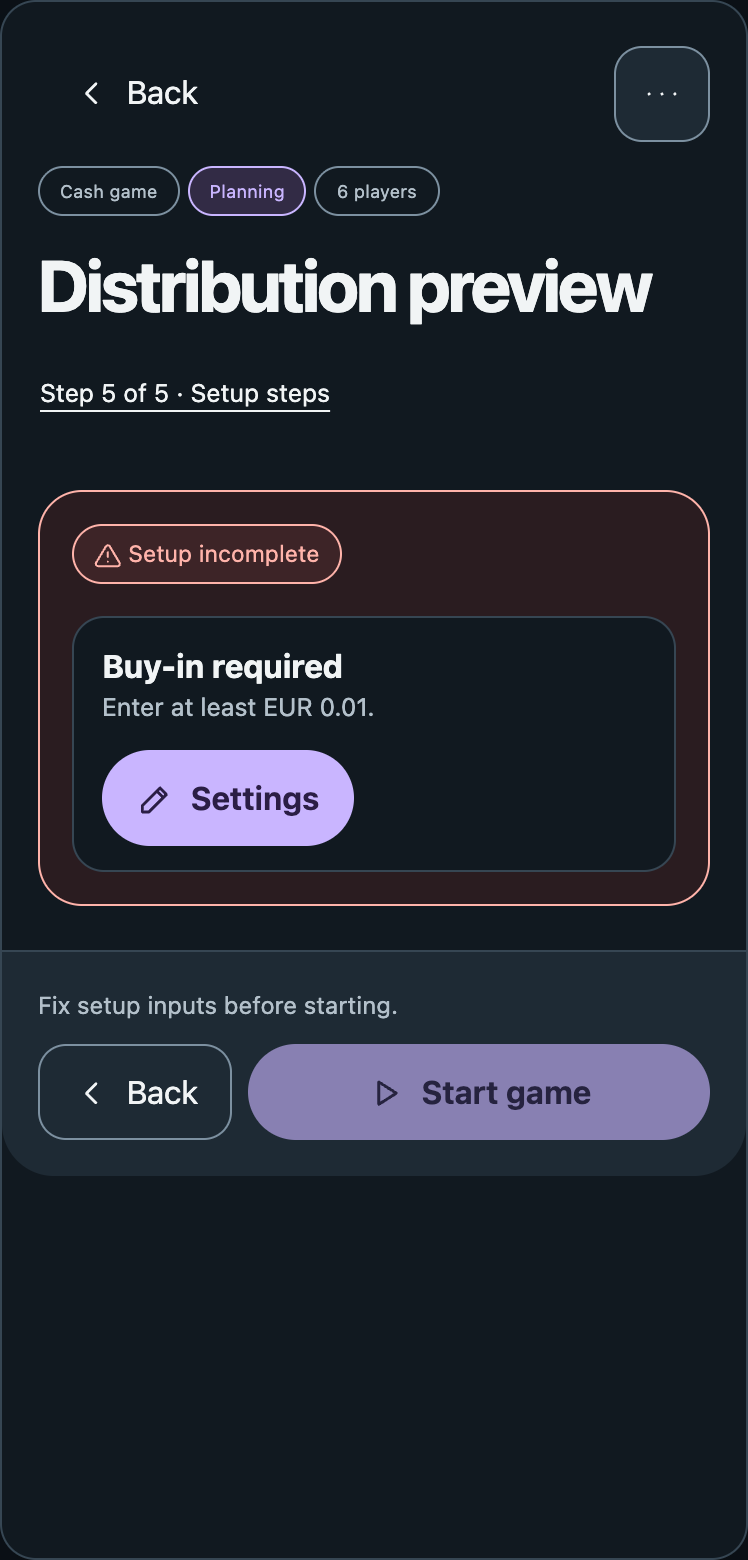 Back
...
Cash game
Planning
6 players
Distribution preview
Step 5 of 5 · Setup steps
Setup incomplete
Buy-in required
Enter at least EUR 0.01.
Settings
Fix setup inputs before starting.
Back
Start game